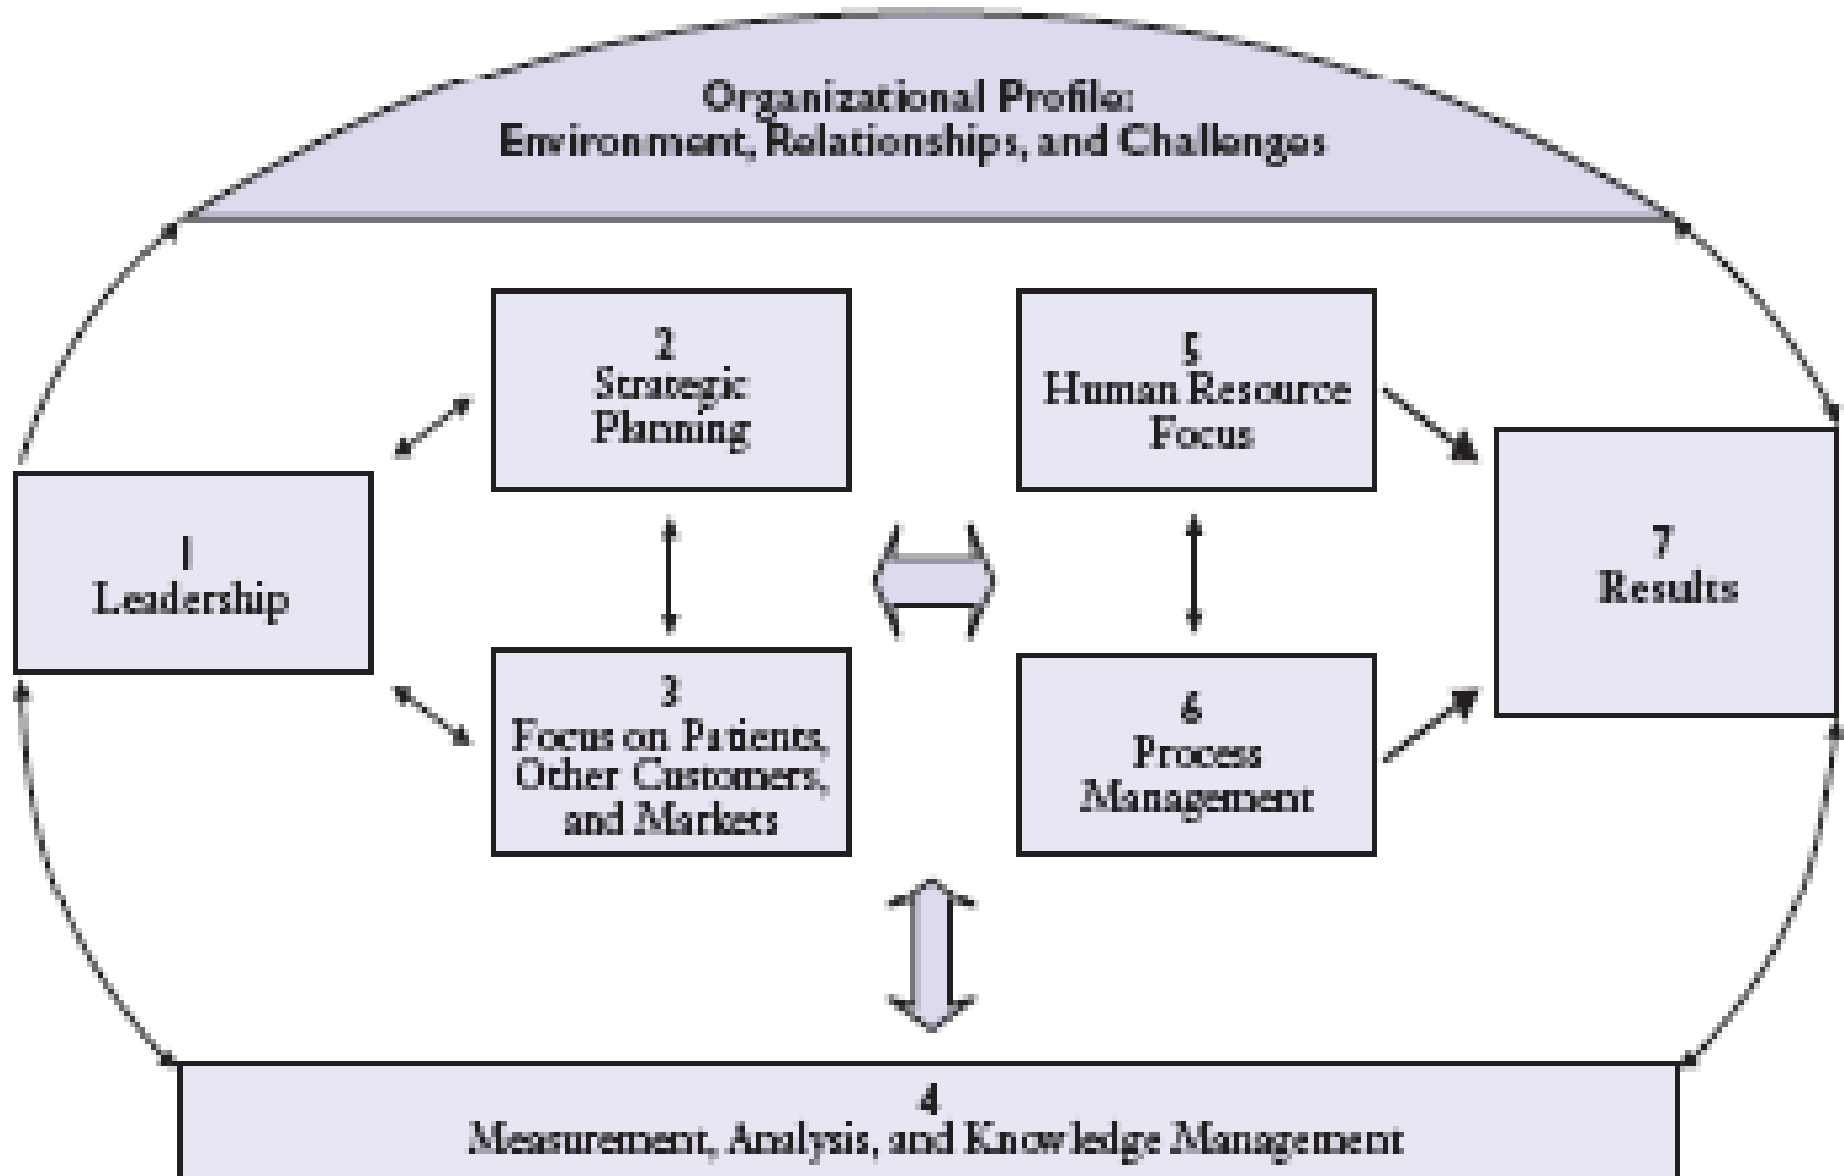 Organizational Profile:
Environment, Relationships, and Challenges
2
Strategic
Planning
5
Human Resource
Focus
1
Leadership
7
Results
3
Focus on Patients,
Other Customers,
and Markets
6
Process
Management
4
Measurement, Analysis, and Knowledge Management